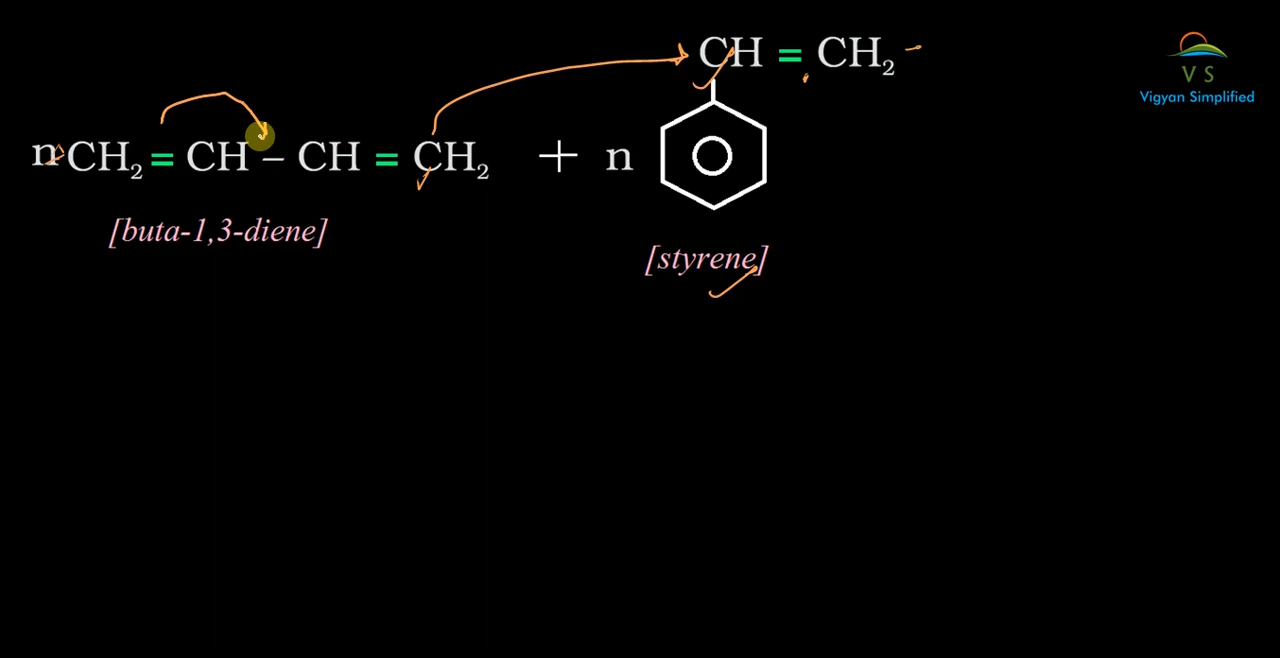 CH = CH₂
V S
Vigyan Simplified
nCH₂ = CH – CH = CH₂ + n
[buta-1,3-diene]
[styrene]